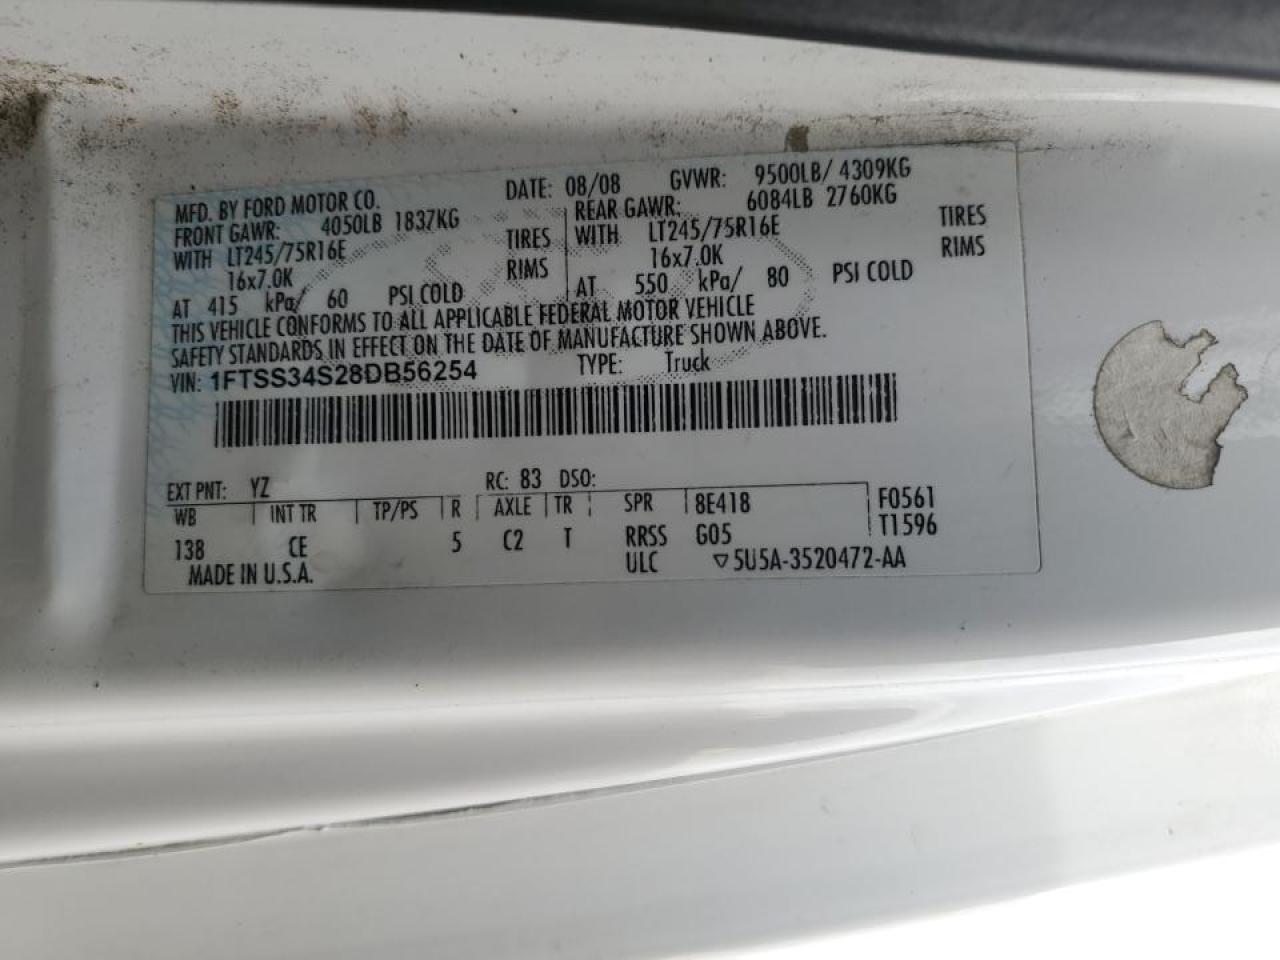 MFD. BY FORD MOTOR CO. DATE: 08/08 GVWR: 9500LB/ 4309KG
FRONT GAWR: 4050LB 1837KG REAR GAWR: 6084LB 2760KG
WITH LT245/75R16E TIRES WITH LT245/75R16E TIRES
16x7.0K RIMS 16x7.0K RIMS
AT 415 kPa/ 60 PSI COLD AT 550 kPa/ 80 PSI COLD
THIS VEHICLE CONFORMS TO ALL APPLICABLE FEDERAL MOTOR VEHICLE
SAFETY STANDARDS IN EFFECT ON THE DATE OF MANUFACTURE SHOWN ABOVE.
VIN: 1FTSS34S28DB56254 TYPE: Truck
EXT PNT: YZ RC: 83 DSO:
WB INT TR TP/PS R AXLE TR SPR 8E418 F0561
138 CE 5 C2 T RRSS G05 T1596
MADE IN U.S.A. ULC ▽5U5A-3520472-AA